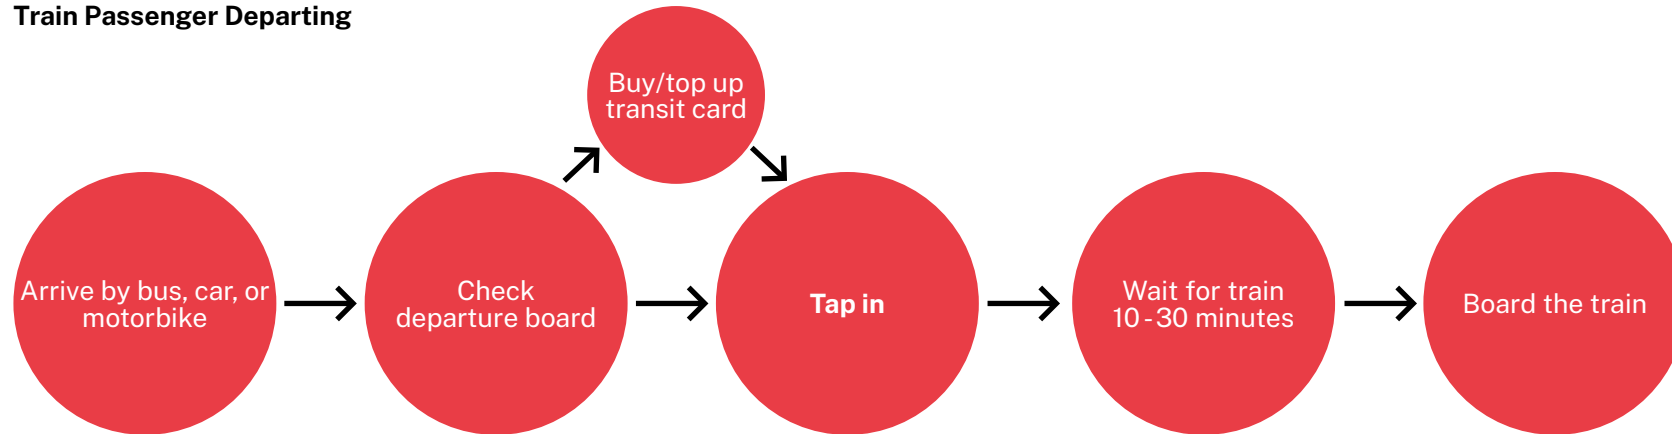 Train Passenger Departing
Buy/top up
transit card
Arrive by bus, car, or
motorbike
Check
departure board
Tap in
Wait for train
10-30 minutes
Board the train